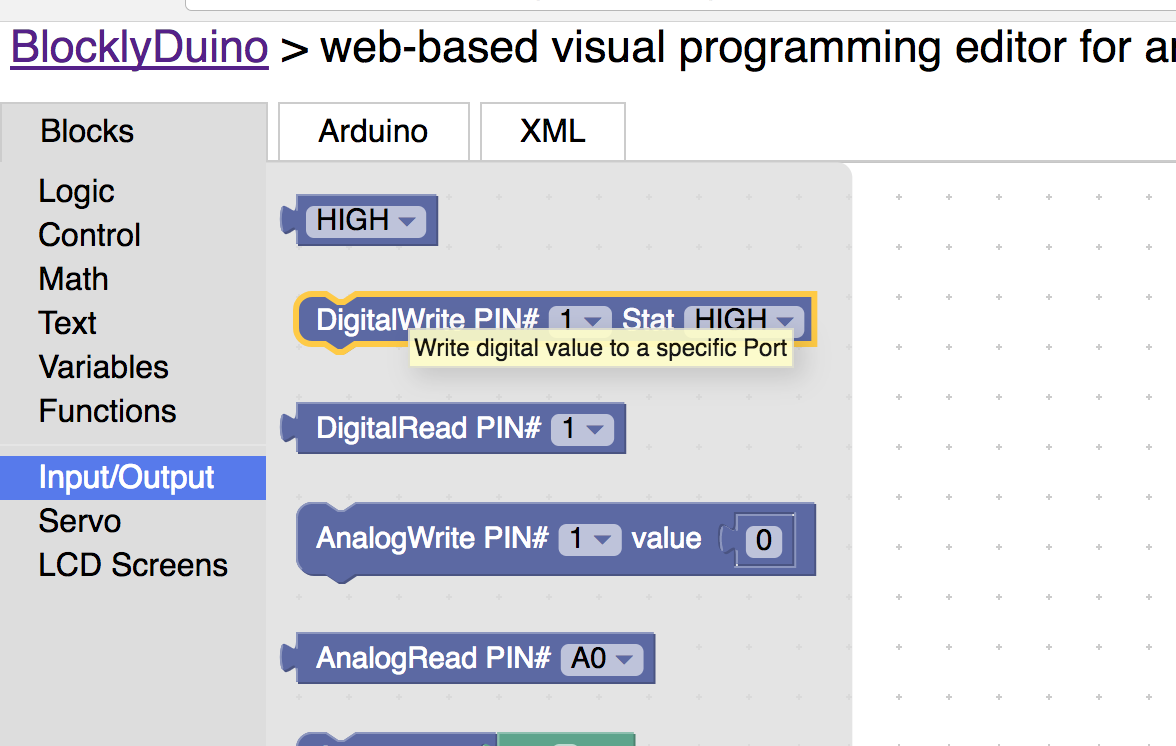 BlocklyDuino > web-based visual programming editor for
Blocks
Arduino
XML
Logic
Control
Math
Text
Variables
Functions
Input/Output
Servo
LCD Screens
HIGH
DigitalWrite PIN# 1 Stat HIGH
Write digital value to a specific Port
DigitalRead PIN# 1
AnalogWrite PIN# 1 value 0
AnalogRead PIN# A0